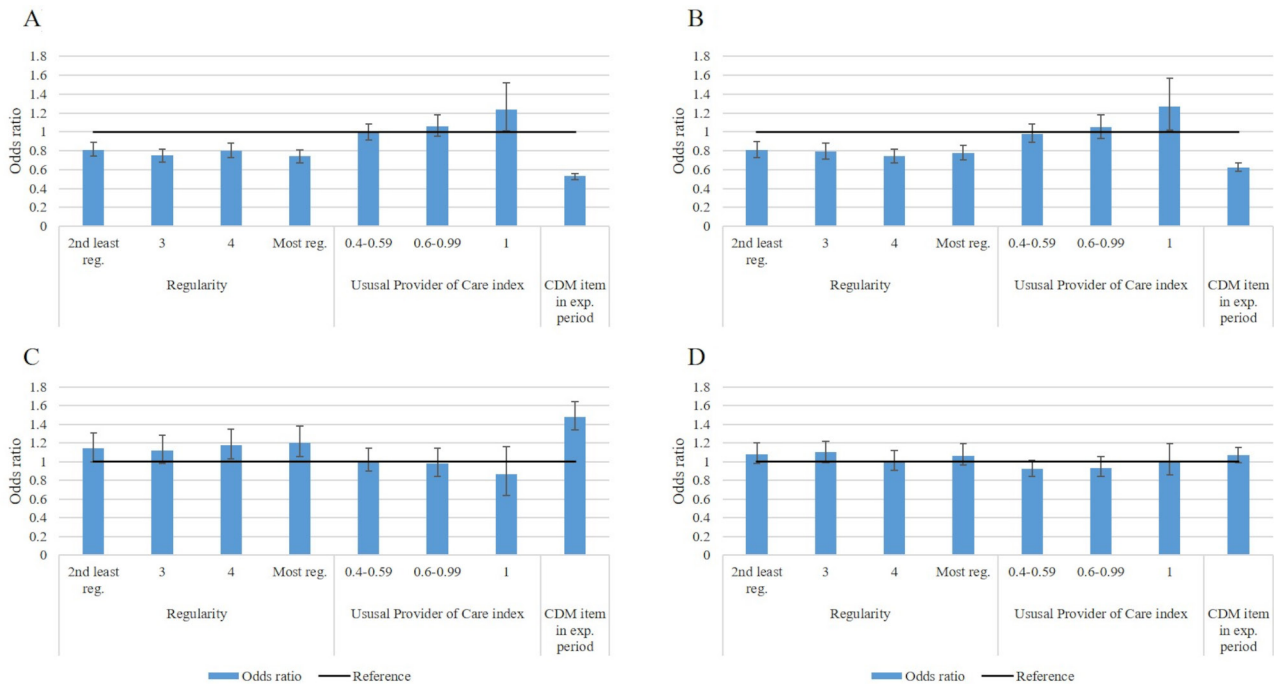 A
Odds ratio
1.8
1.6
1.4
1.2
1
0.8
0.6
0.4
0.2
0
2nd least
reg.
3
4
Most reg.
0.4-0.59
0.6-0.99
1
Regularity
Ususal Provider of Care index
CDM item
in exp.
period
B
Odds ratio
1.8
1.6
1.4
1.2
1
0.8
0.6
0.4
0.2
0
2nd least
reg.
3
4
Most reg.
0.4-0.59
0.6-0.99
1
Regularity
Ususal Provider of Care index
CDM item
in exp.
period
C
Odds ratio
1.8
1.6
1.4
1.2
1
0.8
0.6
0.4
0.2
0
2nd least
reg.
3
4
Most reg.
0.4-0.59
0.6-0.99
1
Regularity
Ususal Provider of Care index
CDM item
in exp.
period
Odds ratio
Reference
D
Odds ratio
1.8
1.6
1.4
1.2
1
0.8
0.6
0.4
0.2
0
2nd least
reg.
3
4
Most reg.
0.4-0.59
0.6-0.99
1
Regularity
Ususal Provider of Care index
CDM item
in exp.
period
Odds ratio
Reference